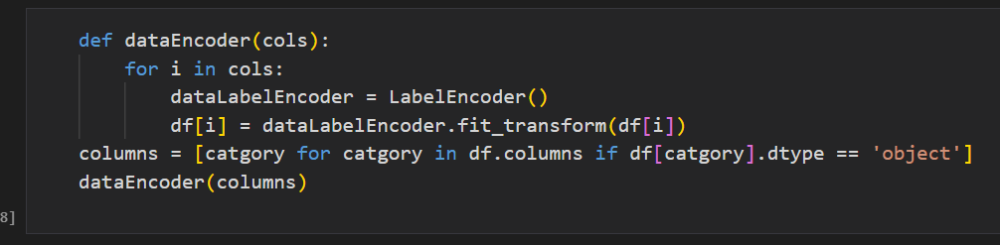 def dataEncoder(cols):
    for i in cols:
        dataLabelEncoder = LabelEncoder()
        df[i] = dataLabelEncoder.fit_transform(df[i])
columns = [catgory for catgory in df.columns if df[catgory].dtype == 'object']
dataEncoder(columns)
8]